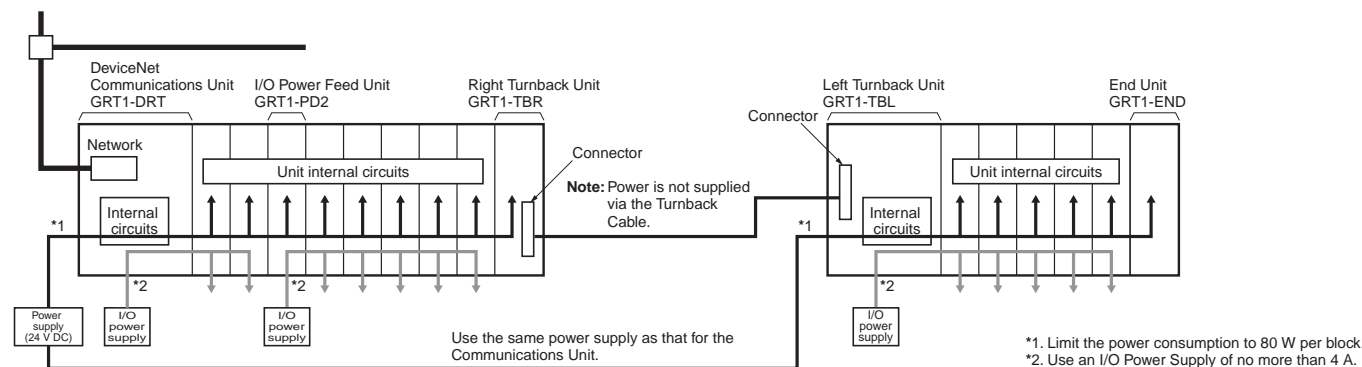 DeviceNet
Communications Unit
GRT1-DRT
I/O Power Feed Unit
GRT1-PD2
Right Turnback Unit
GRT1-TBR
Left Turnback Unit
GRT1-TBL
End Unit
GRT1-END
Connector
Network
Connector
Unit internal circuits
Unit internal circuits
Note: Power is not supplied
via the Turnback
Cable.
*1
Internal
circuits
*1
Internal
circuits
*2
*2
*2
Power
supply
(24 V DC)
I/O
power
supply
I/O
power
supply
I/O
power
supply
Use the same power supply as that for the
Communications Unit.
*1. Limit the power consumption to 80 W per block
*2. Use an I/O Power Supply of no more than 4 A.